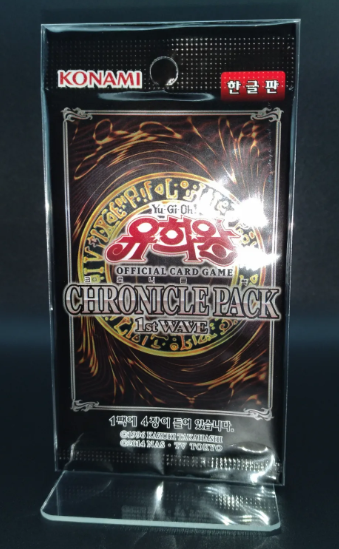 KONAMI
한글판
Yu-Gi-Oh!
유희왕
OFFICIAL CARD GAME
CHRONICLE PACK
1st WAVE
1팩에 4장이 들어 있습니다.
©1996 KAZUKI TAKAHASHI
©2014 NAS・TV TOKYO